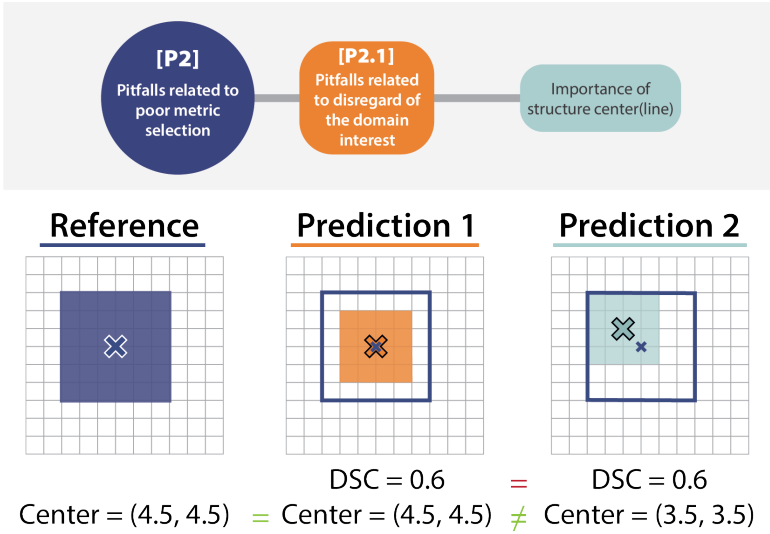 [P2]
Pitfalls related to
poor metric
selection
[P2.1]
Pitfalls related
to disregard of
the domain
interest
Importance of
structure center(line)
Reference
Prediction 1
Prediction 2
DSC = 0.6 = DSC = 0.6
Center = (4.5, 4.5) = Center = (4.5, 4.5) ≠ Center = (3.5, 3.5)